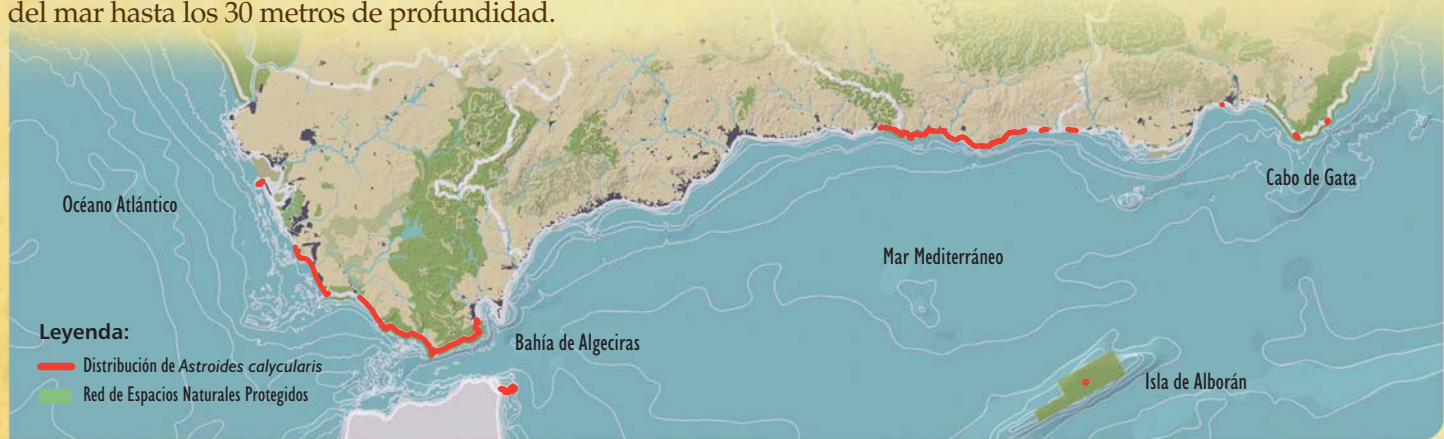 del mar hasta los 30 metros de profundidad.
Océano Atlántico
Cabo de Gata
Mar Mediterráneo
Leyenda:
Distribución de Astroides calycularis
Red de Espacios Naturales Protegidos
Bahía de Algeciras
Isla de Alborán